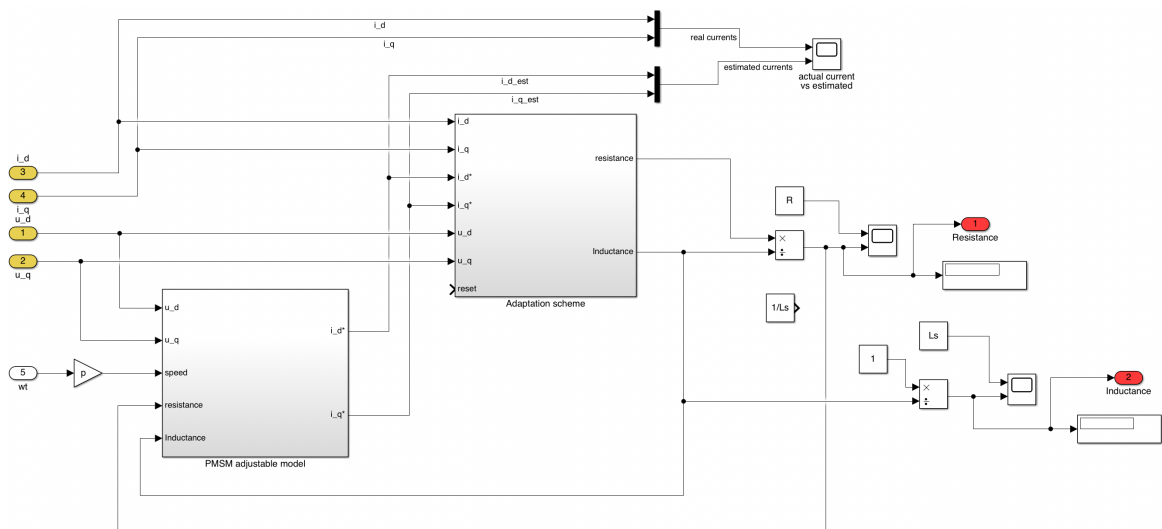 i_d
i_q
real currents
estimated currents
actual current
vs estimated
i_d_est
i_q_est
i_d
3
4
i_q
u_d
1
2
u_q
i_d
i_q
i_d*
i_q*
u_d
u_q
reset
resistance
Inductance
Adaptation scheme
R
×
÷
1
Resistance
1/Ls
Ls
1
×
÷
2
Inductance
5
wt
p
u_d
u_q
speed
resistance
Inductance
i_d*
i_q*
PMSM adjustable model